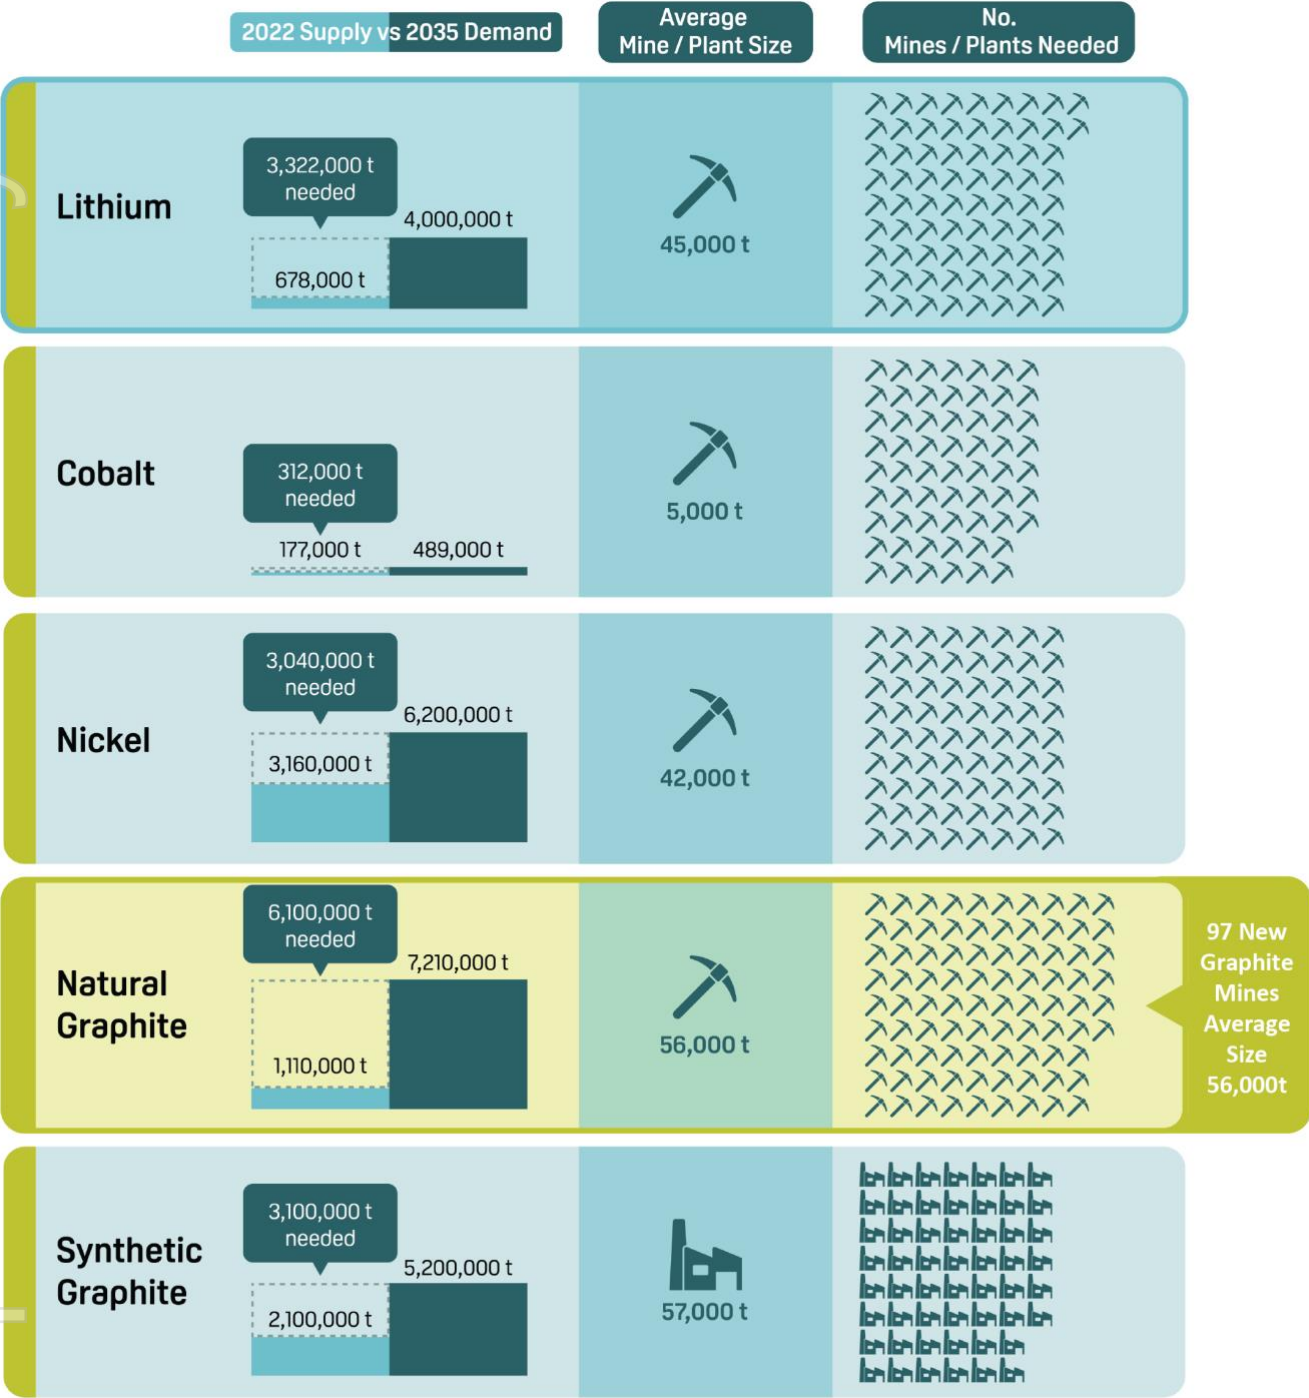 2022 Supply vs 2035 Demand
Average
Mine / Plant Size
No.
Mines / Plants Needed
Lithium
3,322,000 t
needed
4,000,000 t
678,000 t
45,000 t
Cobalt
312,000 t
needed
177,000 t
489,000 t
5,000 t
Nickel
3,040,000 t
needed
6,200,000 t
3,160,000 t
42,000 t
Natural
Graphite
6,100,000 t
needed
7,210,000 t
1,110,000 t
56,000 t
97 New
Graphite
Mines
Average
Size
56,000t
Synthetic
Graphite
3,100,000 t
needed
5,200,000 t
2,100,000 t
57,000 t